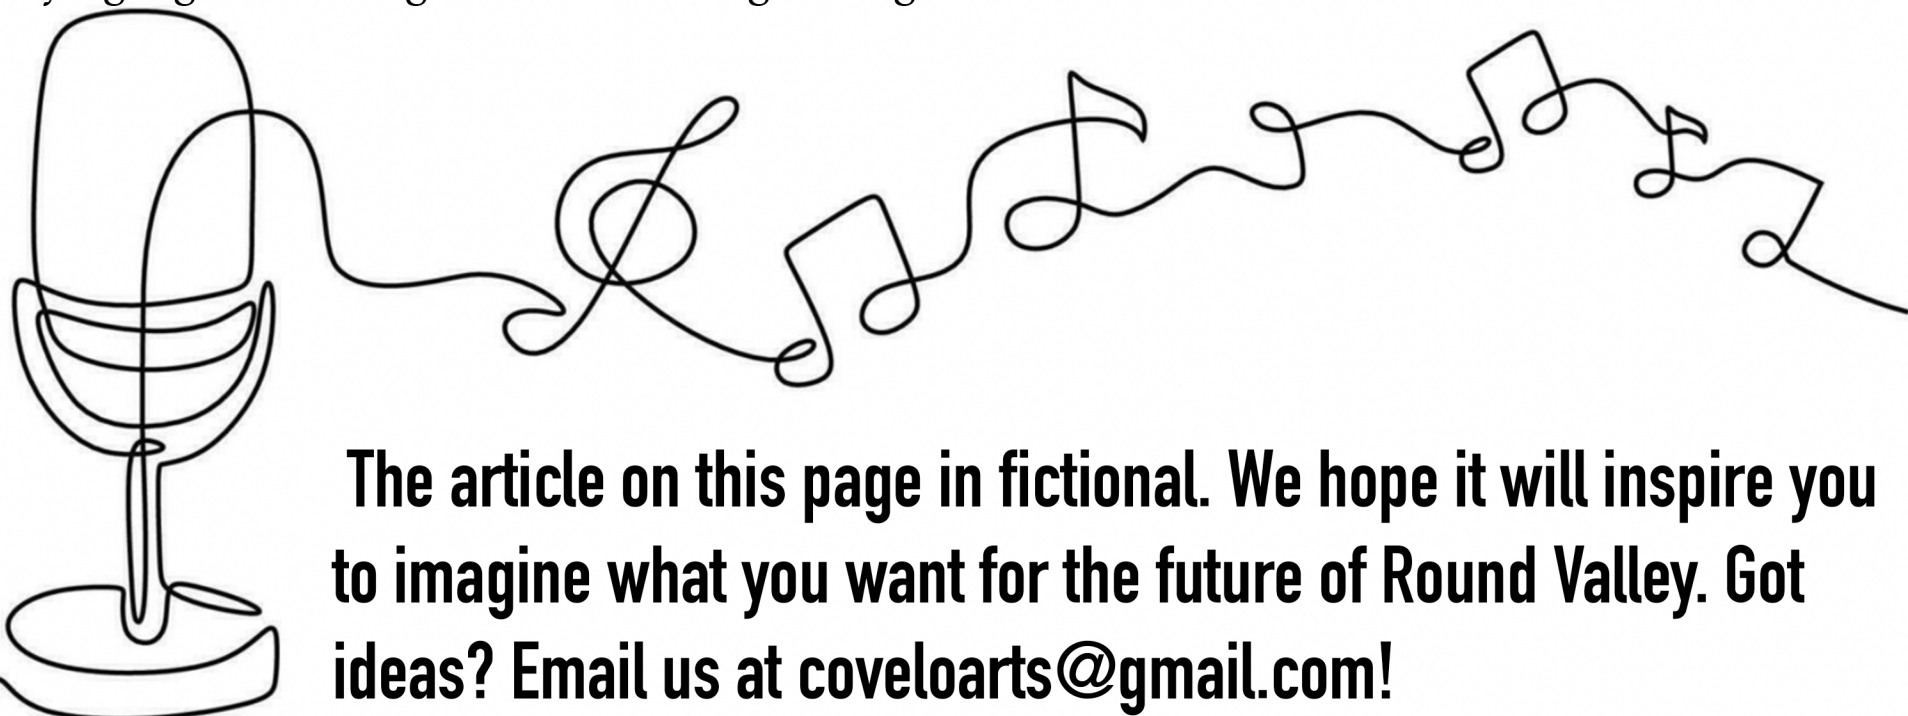 The article on this page in fictional. We hope it will inspire you
to imagine what you want for the future of Round Valley. Got
ideas? Email us at coveloarts@gmail.com!